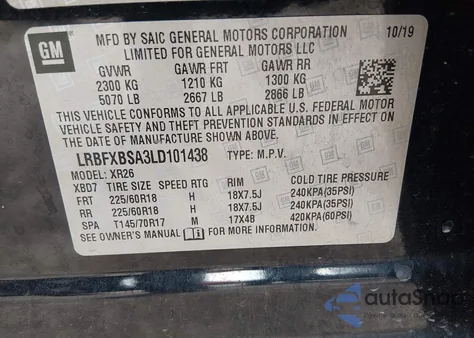 GM
MFD BY SAIC GENERAL MOTORS CORPORATION
LIMITED FOR GENERAL MOTORS LLC
10/19
GVWR GAWR FRT GAWR RR
2300 KG 1210 KG 1300 KG
5070 LB 2667 LB 2866 LB
THIS VEHICLE CONFORMS TO ALL APPLICABLE U.S. FEDERAL MOTOR
VEHICLE SAFETY AND THEFT PREVENTION STANDARDS IN EFFECT ON
THE DATE OF MANUFACTURE SHOWN ABOVE.
LRBFXBSA3LD101438 TYPE: M.P.V.
MODEL: XR26
XBD7 TIRE SIZE SPEED RTG RIM COLD TIRE PRESSURE
FRT 225/60R18 H 18X7.5J 240KPA(35PSI)
RR 225/60R18 H 18X7.5J 240KPA(35PSI)
SPA T145/70R17 M 17X4B 420KPA(60PSI)
SEE OWNER'S MANUAL FOR MORE INFORMATION.
autoSnap